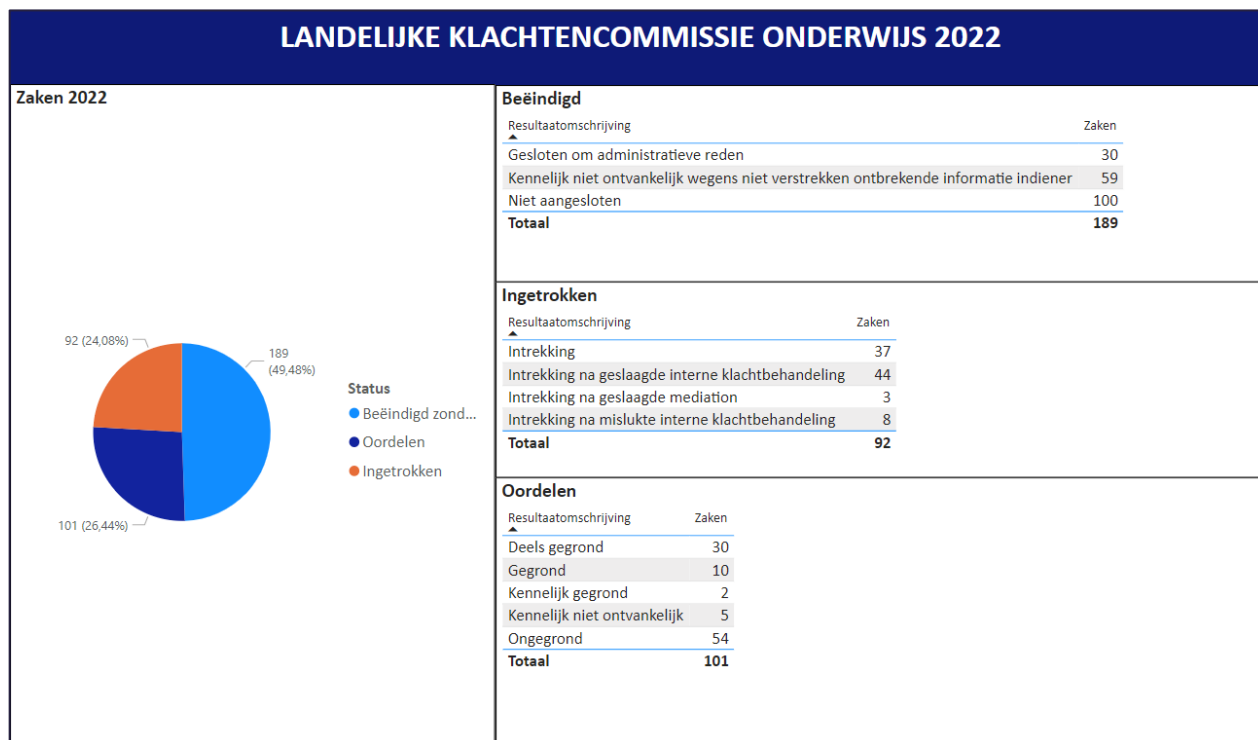 LANDELIJKE KLACHTENCOMMISSIE ONDERWIJS 2022
Zaken 2022
92 (24,08%)
189
(49,48%)
101 (26,44%)
Status
Beëindigd zond...
Oordelen
Ingetrokken
Beëindigd
Resultaatomschrijving Zaken
Gesloten om administratieve reden 30
Kennelijk niet ontvankelijk wegens niet verstrekken ontbrekende informatie indiener 59
Niet aangesloten 100
Totaal 189
Ingetrokken
Resultaatomschrijving Zaken
Intrekking 37
Intrekking na geslaagde interne klachtbehandeling 44
Intrekking na geslaagde mediation 3
Intrekking na mislukte interne klachtbehandeling 8
Totaal 92
Oordelen
Resultaatomschrijving Zaken
Deels gegrond 30
Gegrond 10
Kennelijk gegrond 2
Kennelijk niet ontvankelijk 5
Ongegrond 54
Totaal 101